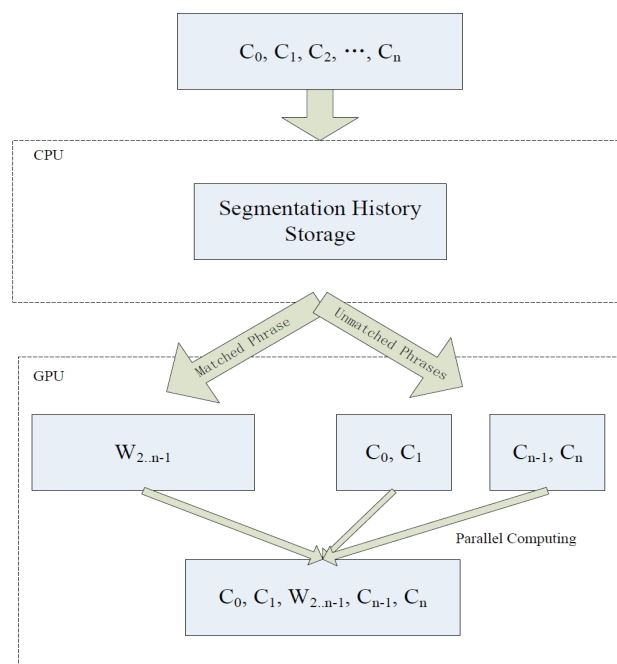 C₀, C₁, C₂, ···, Cₙ
CPU
Segmentation History
Storage
Matched Phrase
Unmatched Phrases
GPU
W₂..ₙ₋₁
C₀, C₁
Cₙ₋₁, Cₙ
Parallel Computing
C₀, C₁, W₂..ₙ₋₁, Cₙ₋₁, Cₙ